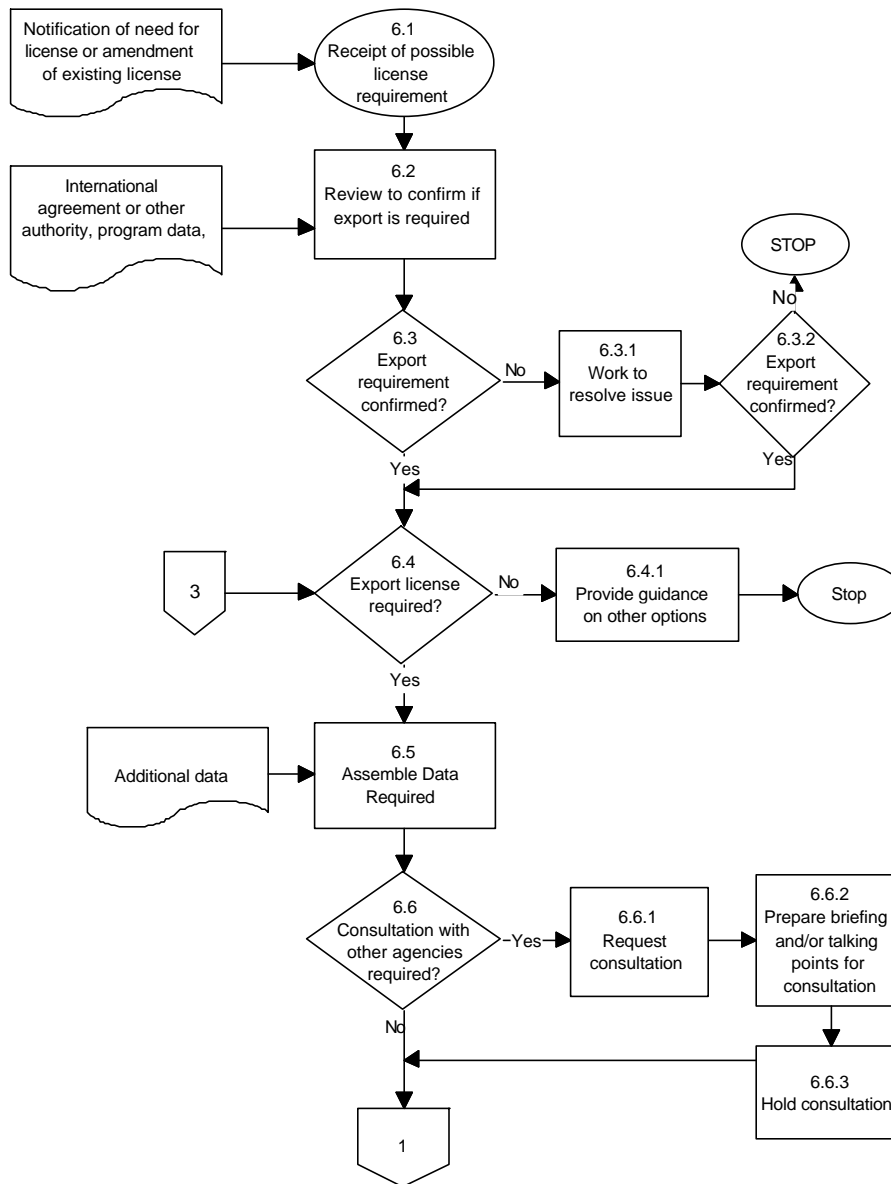 Notification of need for
license or amendment
of existing license
6.1
Receipt of possible
license
requirement
International
agreement or other
authority, program data,
6.2
Review to confirm if
export is required
STOP
No
6.3
Export
requirement
confirmed?
No
6.3.1
Work to
resolve issue
6.3.2
Export
requirement
confirmed?
Yes
Yes
3
6.4
Export license
required?
No
6.4.1
Provide guidance
on other options
Stop
Yes
Additional data
6.5
Assemble Data
Required
6.6
Consultation with
other agencies
required?
Yes
6.6.1
Request
consultation
6.6.2
Prepare briefing
and/or talking
points for
consultation
No
6.6.3
Hold consultation
1